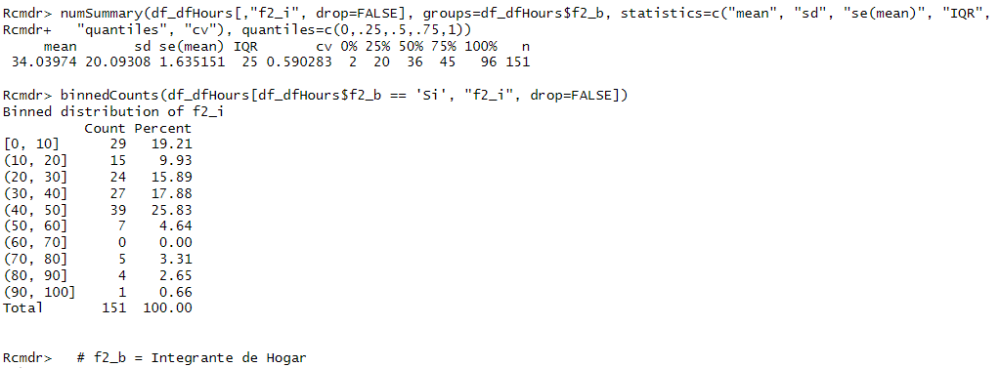 Rcmdr> numSummary(df_dfHours[,"f2_i", drop=FALSE], groups=df_dfHours$f2_b, statistics=c("mean", "sd", "se(mean)", "IQR",
Rcmdr+   "quantiles", "cv"), quantiles=c(0,.25,.5,.75,1))
     mean       sd se(mean) IQR       cv 0% 25% 50% 75% 100%   n
 34.03974 20.09308 1.635151  25 0.590283  2  20  36  45   96 151
Rcmdr> binnedCounts(df_dfHours[df_dfHours$f2_b == 'Si', "f2_i", drop=FALSE])
Binned distribution of f2_i
          Count Percent
[0, 10]      29   19.21
(10, 20]     15    9.93
(20, 30]     24   15.89
(30, 40]     27   17.88
(40, 50]     39   25.83
(50, 60]      7    4.64
(60, 70]      0    0.00
(70, 80]      5    3.31
(80, 90]      4    2.65
(90, 100]     1    0.66
Total       151  100.00
Rcmdr>   # f2_b = Integrante de Hogar